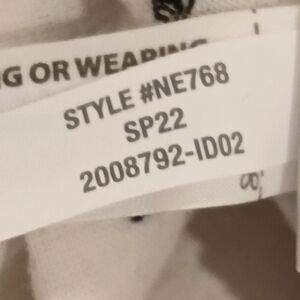 G OR WEARING
STYLE #NE768
SP22
2008792-ID02